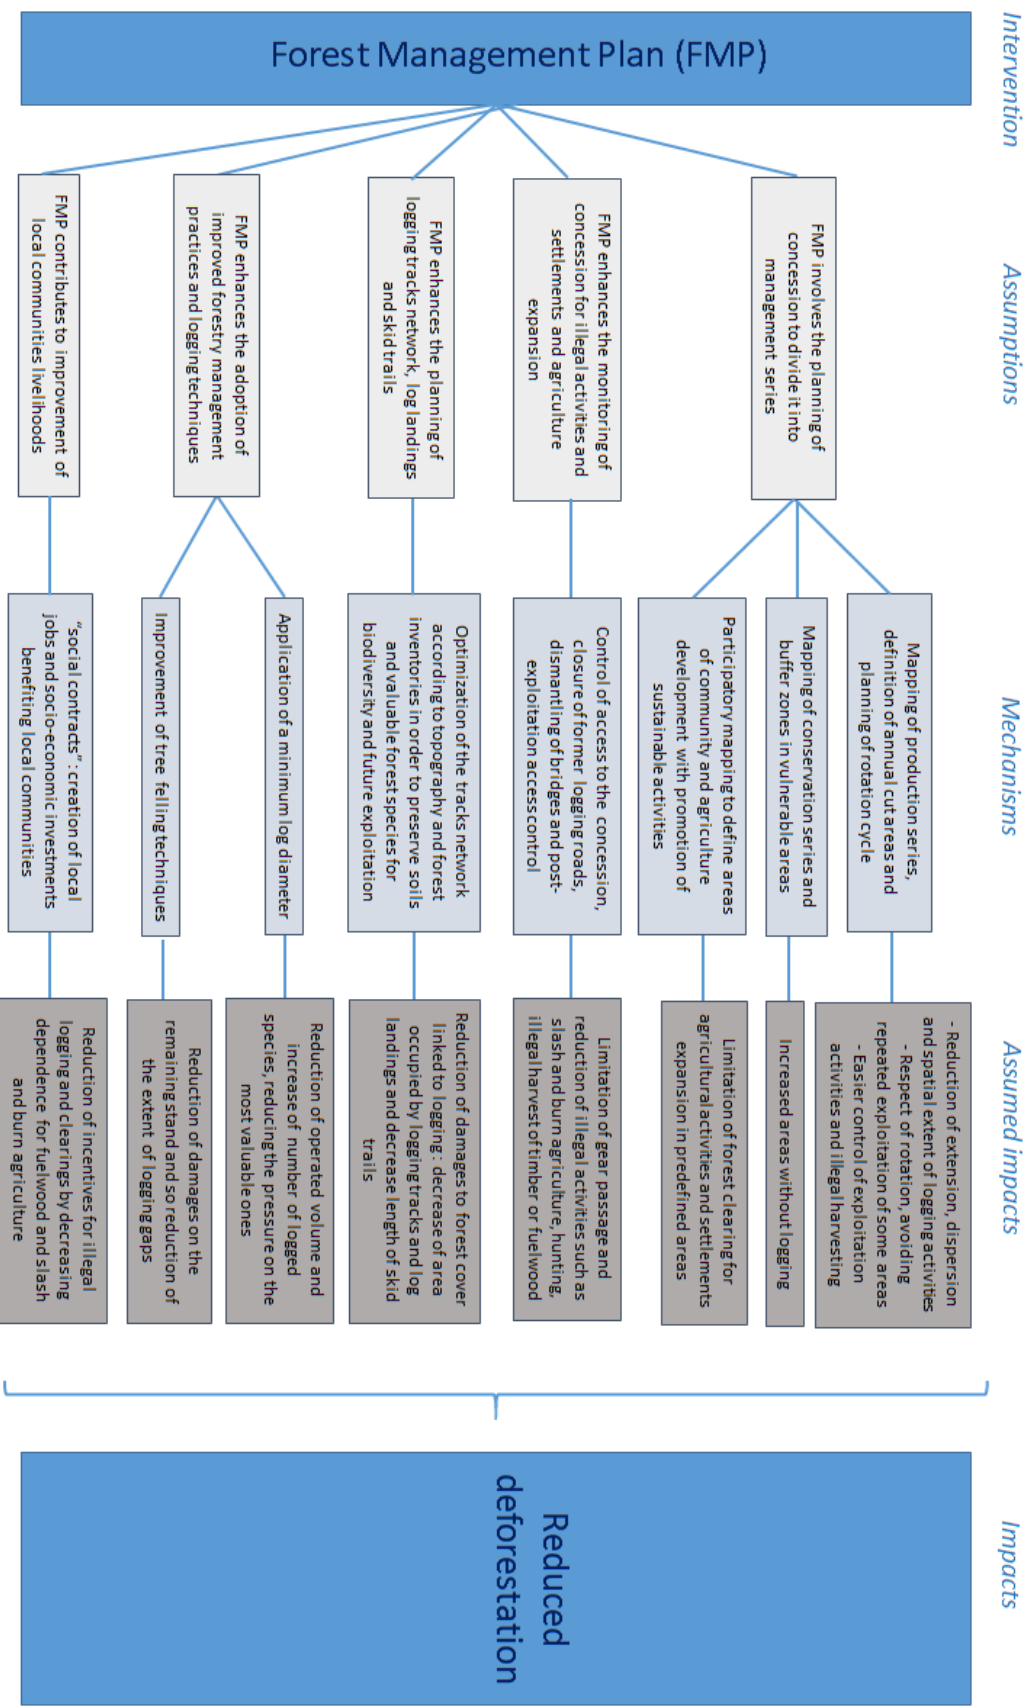 Intervention
Assumptions
Mechanisms
Assumed impacts
Impacts
Forest Management Plan (FMP)
FMP involves the planning of
concession to divide it into
management series
FMP enhances the monitoring of
concession for illegal activities and
settlements and agriculture
expansion
FMP enhances the planning of
logging tracks network, log landings
and skid trails
FMP enhances the adoption of
improved forestry management
practices and logging techniques
FMP contributes to improvement of
local communities livelihoods
Mapping of production series,
definition of annual cut areas and
planning of rotation cycle
Mapping of conservation series and
buffer zones in vulnerable areas
Participatory mapping to define areas
of community and agriculture
development with promotion of
sustainable activities
Control of access to the concession,
closure of former logging roads,
dismantling of bridges and post-
exploitation access control
Optimization of the tracks network
according to topography and forest
inventories in order to preserve soils
and valuable forest species for
biodiversity and future exploitation
Application of a minimum log diameter
Improvement of tree felling techniques
"social contracts" : creation of local
jobs and socio-economic investments
benefiting local communities
- Reduction of extension, dispersion
and spatial extent of logging activities
- Respect of rotation, avoiding
repeated exploitation of some areas
- Easier control of exploitation
activities and illegal harvesting
Increased areas without logging
Limitation of forest clearing for
agricultural activities and settlements
expansion in predefined areas
Limitation of gear passage and
reduction of illegal activities such as
slash and burn agriculture, hunting,
illegal harvest of timber or fuelwood
Reduction of damages to forest cover
linked to logging : decrease of area
occupied by logging tracks and log
landings and decrease length of skid
trails
Reduction of operated volume and
increase of number of logged
species, reducing the pressure on the
most valuable ones
Reduction of damages on the
remaining stand and so reduction of
the extent of logging gaps
Reduction of incentives for illegal
logging and clearings by decreasing
dependence for fuelwood and slash
and burn agriculture
Reduced
deforestation